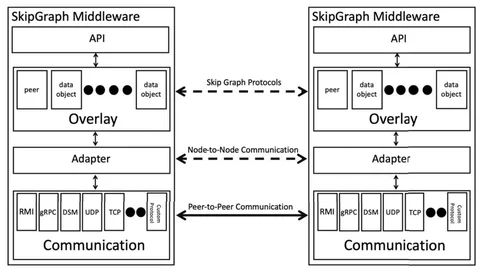 SkipGraph Middleware
API
peer
data
object
data
object
Overlay
Adapter
RMI
gRPC
DSM
UDP
TCP
Custom
Protocol
Communication
Skip Graph Protocols
Node-to-Node Communication
Peer-to-Peer Communication
SkipGraph Middleware
API
peer
data
object
data
object
Overlay
Adapter
RMI
gRPC
DSM
UDP
TCP
Custom
Protocol
Communication